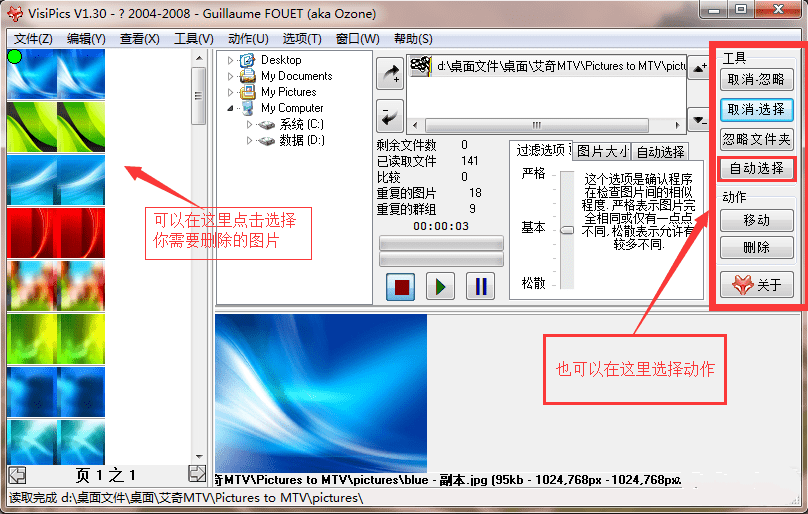 VisiPics V1.30 - ? 2004-2008 - Guillaume FOUET (aka Ozone)
文件(Z) 编辑(Y) 查看(X) 工具(V) 动作(U) 选项(T) 窗口(W) 帮助(S)
Desktop
My Documents
My Pictures
My Computer
系统 (C:)
数据 (D:)
d:\桌面文件\桌面\艾奇MTV\Pictures to MTV\pictu
剩余文件数 0
已读取文件 141
比较 0
重复的图片 18
重复的群组 9
00:00:03
过滤选项 图片大小 自动选择
严格
基本
松散
这个选项是确认程序
在检查图片间的相似
程度. 严格表示图片完
全相同或仅有一点点
不同. 松散表示允许有
较多不同.
工具
取消-忽略
取消-选择
忽略文件夹
自动选择
动作
移动
删除
关于
可以在这里点击选择
你需要删除的图片
也可以在这里选择动作
页 1 之 1
奇MTV\Pictures to MTV\pictures\blue - 副本.jpg (95kb - 1024,768px - 1024,768px
读取完成 d:\桌面文件\桌面\艾奇MTV\Pictures to MTV\pictures\